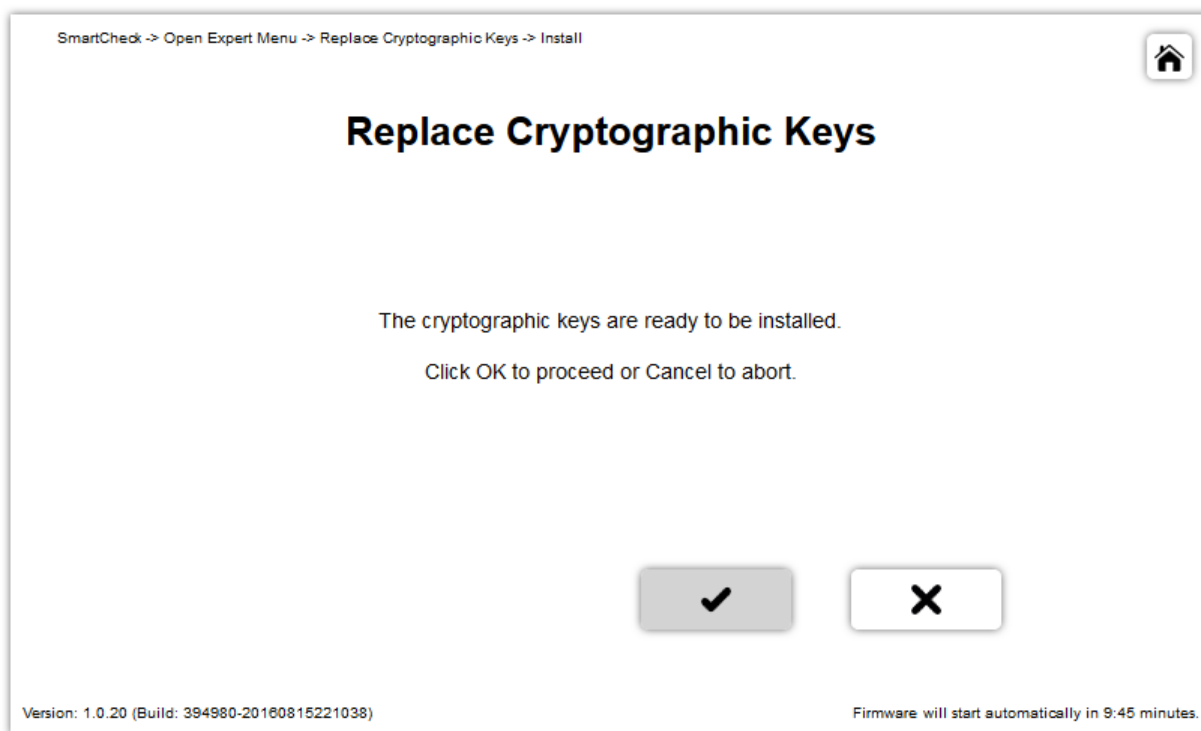 SmartCheck -> Open Expert Menu -> Replace Cryptographic Keys -> Install
Replace Cryptographic Keys
The cryptographic keys are ready to be installed.
Click OK to proceed or Cancel to abort.
Version: 1.0.20 (Build: 394980-20160815221038)
Firmware will start automatically in 9:45 minutes.